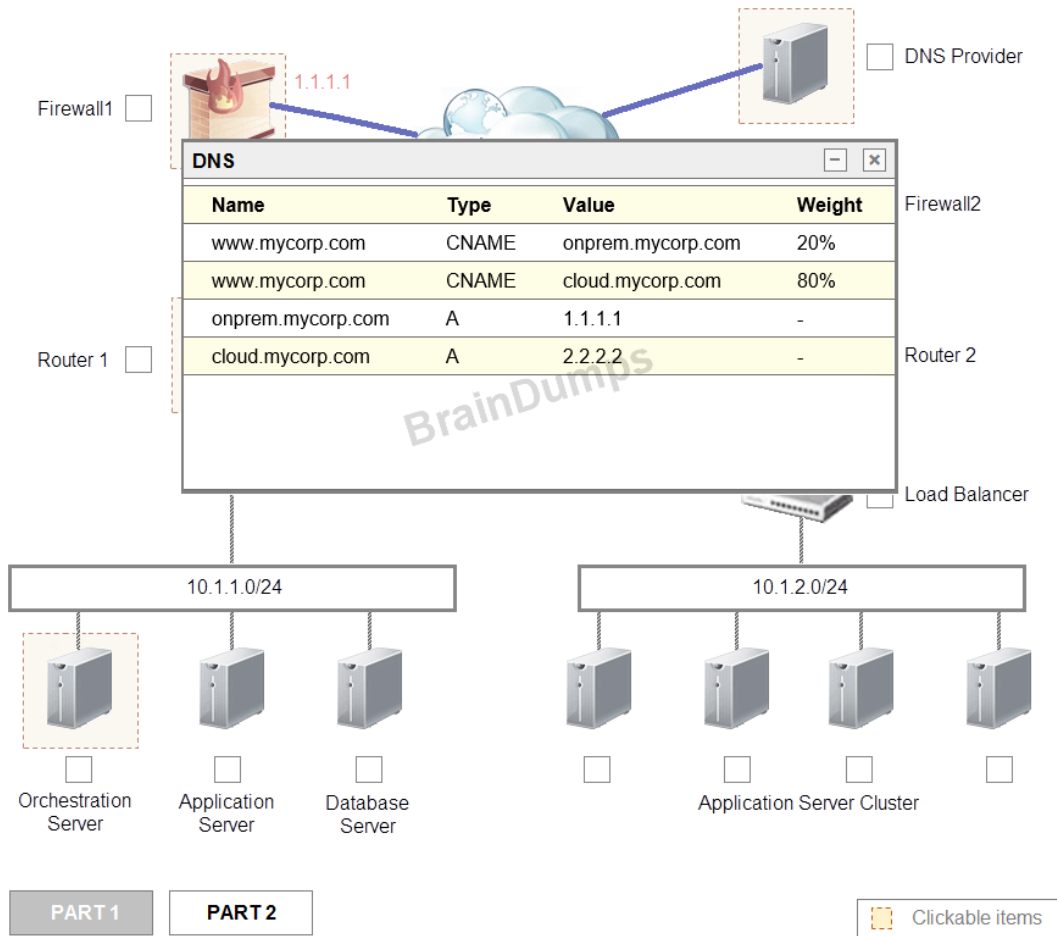 DNS Provider
1.1.1.1
Firewall1
DNS
Name Type Value Weight
www.mycorp.com CNAME onprem.mycorp.com 20%
www.mycorp.com CNAME cloud.mycorp.com 80%
onprem.mycorp.com A 1.1.1.1 -
cloud.mycorp.com A 2.2.2.2 -
BrainDumps
Firewall2
Router 1
Router 2
Load Balancer
10.1.1.0/24
10.1.2.0/24
Orchestration
Server
Application
Server
Database
Server
Application Server Cluster
PART 1
PART 2
Clickable items